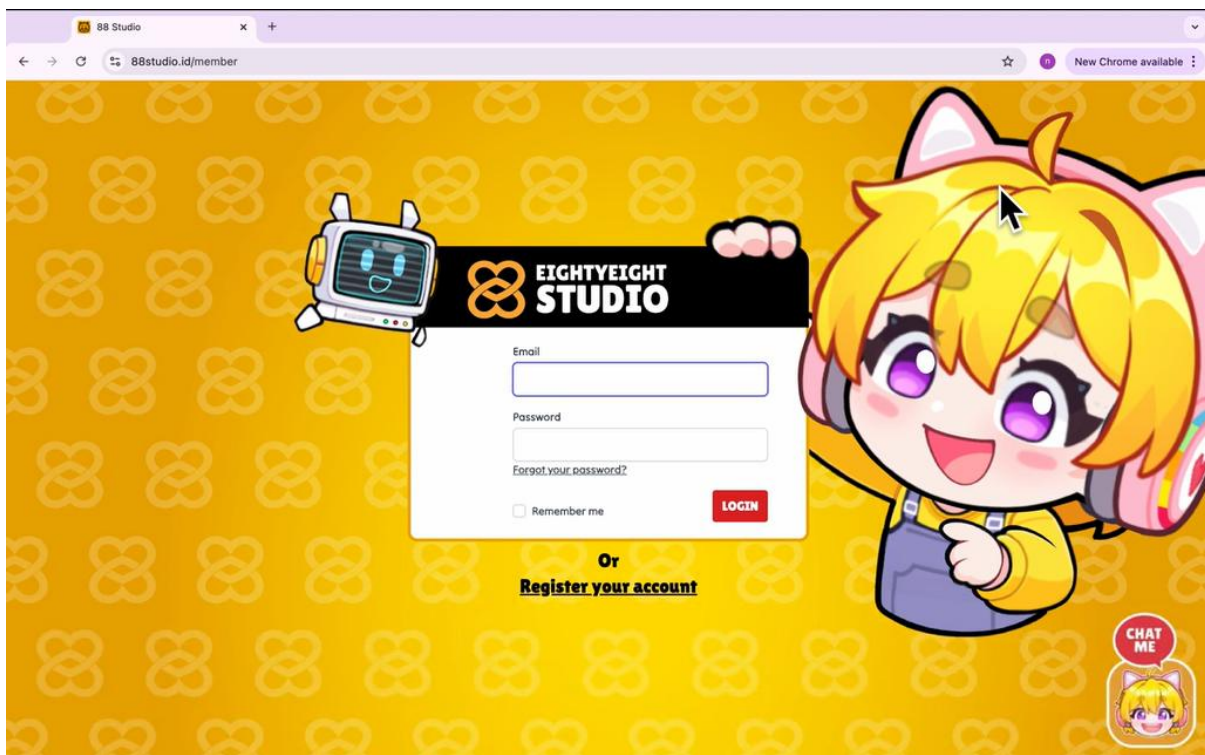 88 Studio
88studio.id/member
n
New Chrome available
EIGHTYEIGHT
STUDIO
Email
Password
Forgot your password?
Remember me
LOGIN
Or
Register your account
CHAT
ME